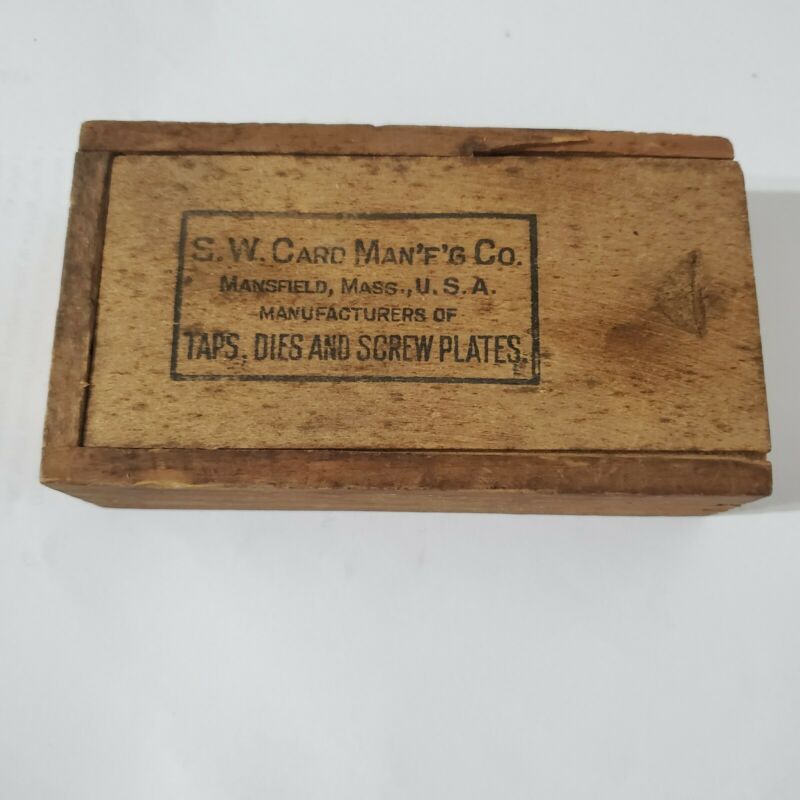 S. W. CARD MAN'F'G CO.
MANSFIELD, MASS., U. S. A.
MANUFACTURERS OF
TAPS, DIES AND SCREW PLATES.